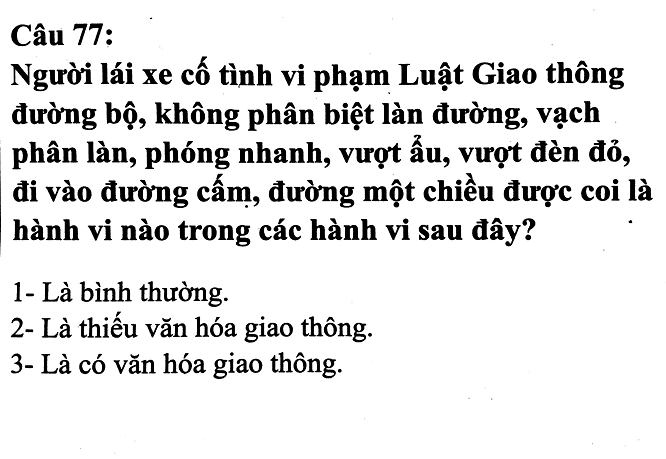 Câu 77:
Người lái xe cố tình vi phạm Luật Giao thông
đường bộ, không phân biệt làn đường, vạch
phân làn, phóng nhanh, vượt ẩu, vượt đèn đỏ,
đi vào đường cấm, đường một chiều được coi là
hành vi nào trong các hành vi sau đây?
1- Là bình thường.
2- Là thiếu văn hóa giao thông.
3- Là có văn hóa giao thông.